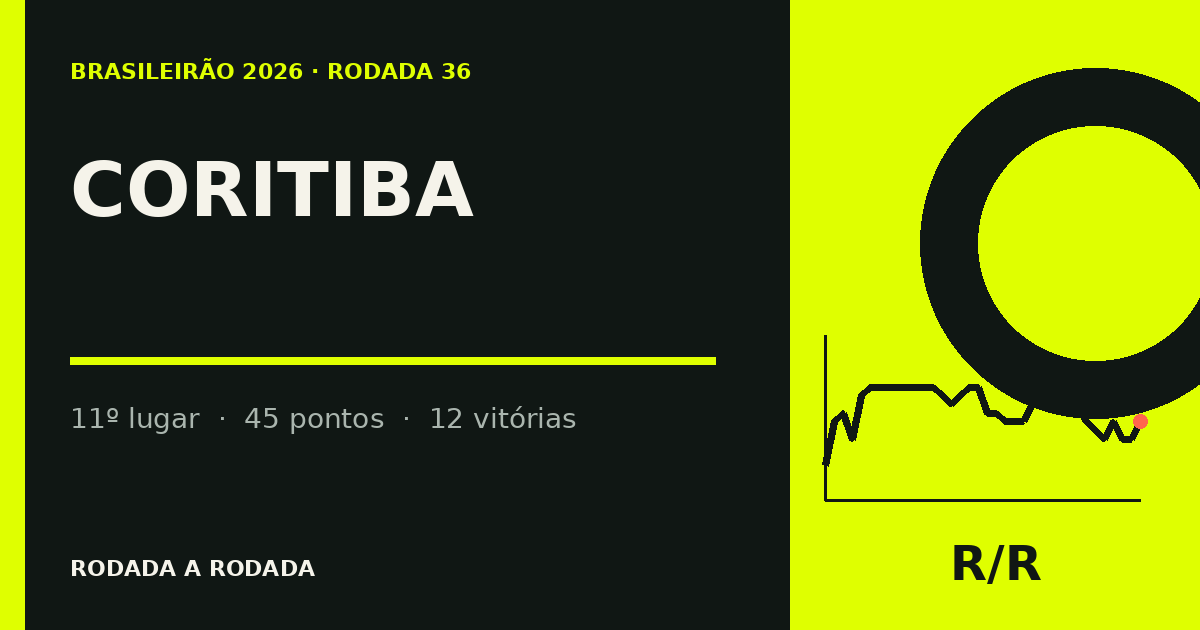 BRASILEIRÃO 2026 · RODADA 36
CORITIBA
11º lugar · 45 pontos · 12 vitórias
RODADA A RODADA
R/R